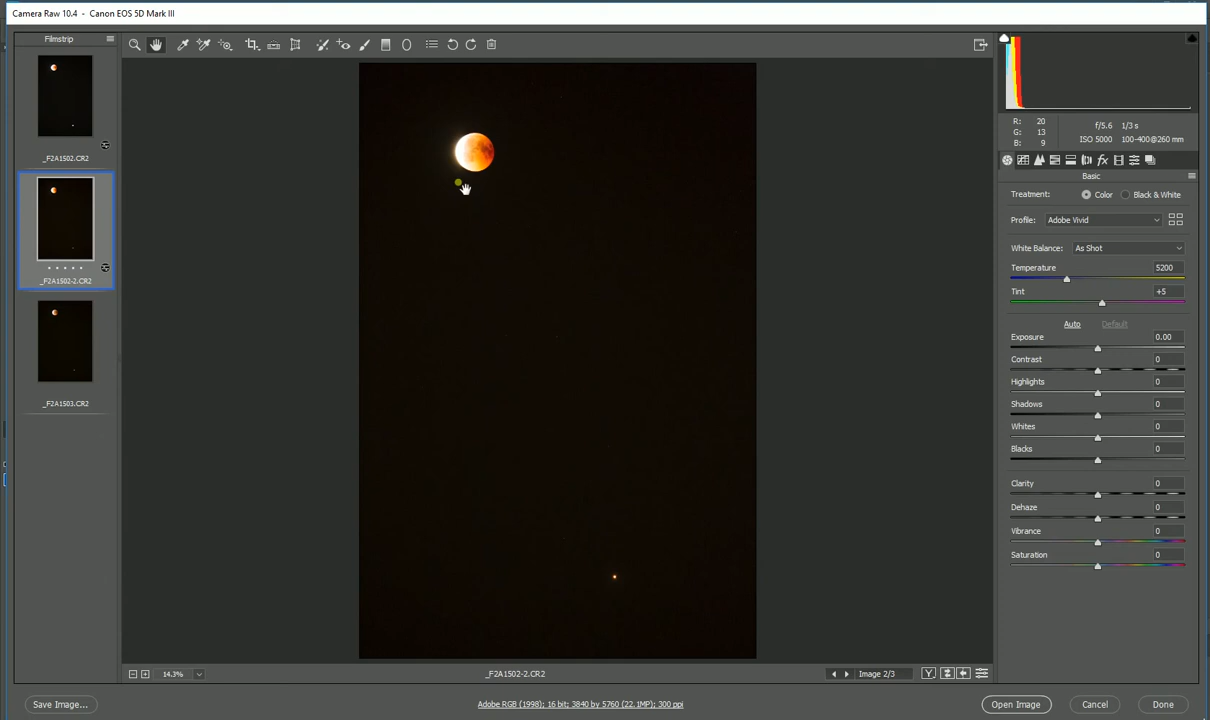 Camera Raw 10.4 - Canon EOS 5D Mark III
Filmstrip
_F2A1502.CR2
_F2A1502-2.CR2
_F2A1503.CR2
R: 20
G: 13
B: 9
f/5.6 1/3 s
ISO 5000 100-400@260 mm
Basic
Treatment: Color Black & White
Profile: Adobe Vivid
White Balance: As Shot
Temperature 5200
Tint +5
Auto Default
Exposure 0.00
Contrast 0
Highlights 0
Shadows 0
Whites 0
Blacks 0
Clarity 0
Dehaze 0
Vibrance 0
Saturation 0
14.3% _F2A1502-2.CR2 Image 2/3 Y
Save Image... Adobe RGB (1998); 16 bit; 3840 by 5760 (22.1MP); 300 ppi Open Image Cancel Done